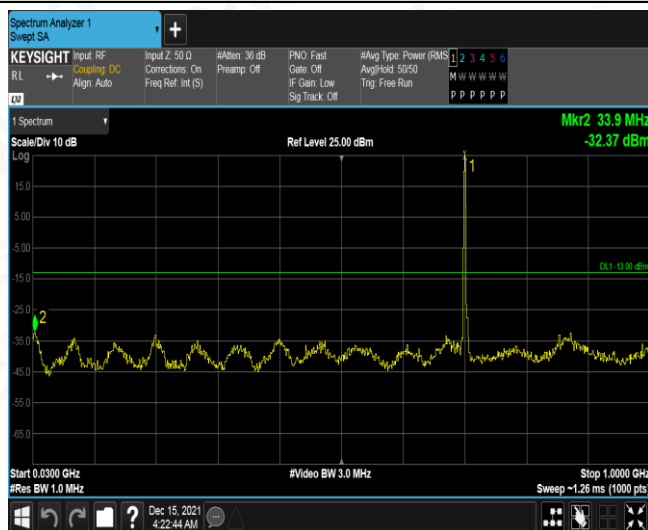 Spectrum Analyzer 1
Swept SA
+
KEYSIGHT
RL
Input: RF
Coupling: DC
Align: Auto
Input Z: 50 Ω
Corrections: On
Freq Ref: Int (S)
#Atten: 36 dB
Preamp: Off
PNO: Fast
Gate: Off
IF Gain: Low
Sig Track: Off
#Avg Type: Power (RMS
Avg|Hold: 50/50
Trig: Free Run
1 2 3 4 5 6
M W W W W W
P P P P P P
1 Spectrum
Scale/Div 10 dB
Ref Level 25.00 dBm
Mkr2 33.9 MHz
-32.37 dBm
Log
15.0
5.00
-5.00
-15.0
-25.0
-35.0
-45.0
-55.0
-65.0
1
2
DL1 -13.00 dBm
Start 0.0300 GHz
#Res BW 1.0 MHz
#Video BW 3.0 MHz
Stop 1.0000 GHz
Sweep ~1.26 ms (1000 pts)
?
Dec 15, 2021
4:22:44 AM